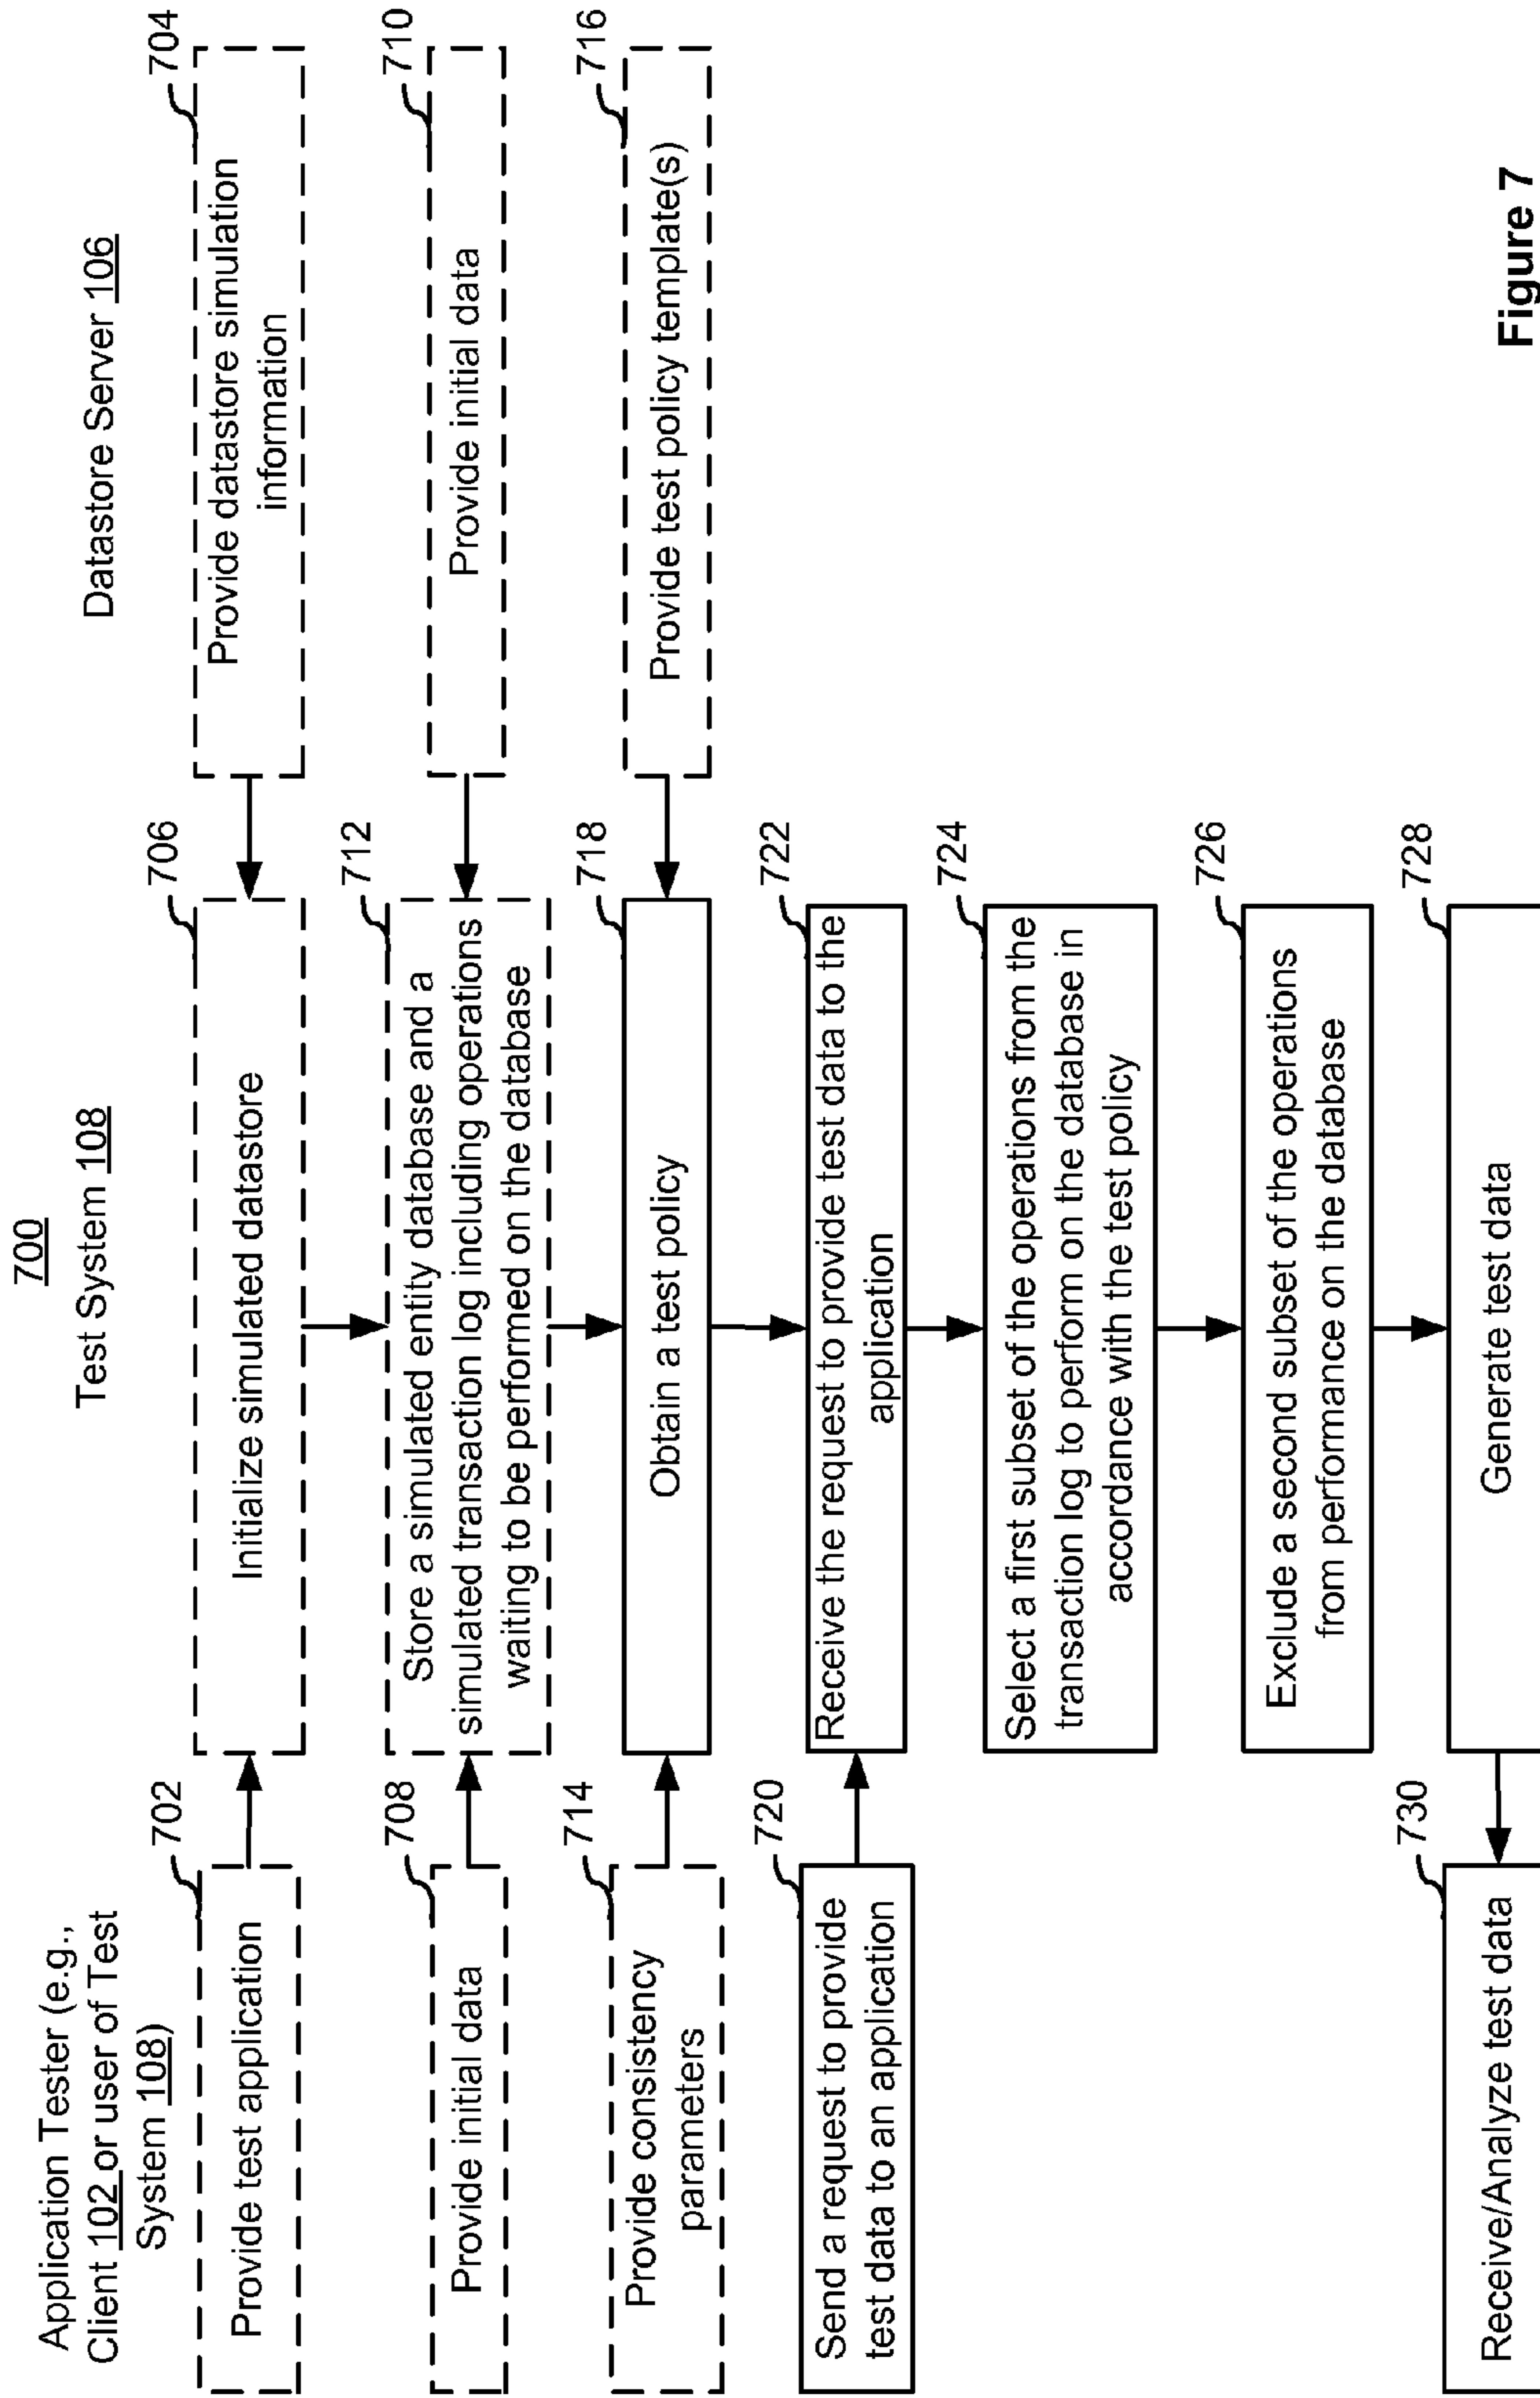 700
Application Tester (e.g.,
Client 102 or user of Test
System 108)
Test System 108
Datastore Server 106
702
Provide test application
706
Initialize simulated datastore
704
Provide datastore simulation
information
708
Provide initial data
712
Store a simulated entity database and a
simulated transaction log including operations
waiting to be performed on the database
710
Provide initial data
714
Provide consistency
parameters
718
Obtain a test policy
716
Provide test policy template(s)
720
Send a request to provide
test data to an application
722
Receive the request to provide test data to the
application
724
Select a first subset of the operations from the
transaction log to perform on the database in
accordance with the test policy
726
Exclude a second subset of the operations
from performance on the database
728
Generate test data
730
Receive/Analyze test data
Figure 7